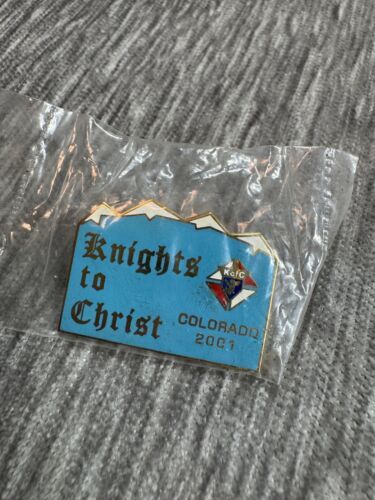 Knights
to
Christ
K of C
COLORADO
2001